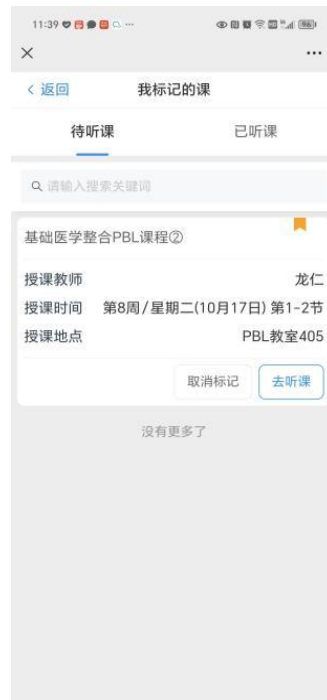 11:39
返回 我标记的课
待听课 已听课
请输入搜索关键词
基础医学整合PBL课程②
授课教师 龙仁
授课时间 第8周/星期二(10月17日) 第1-2节
授课地点 PBL教室405
取消标记 去听课
没有更多了